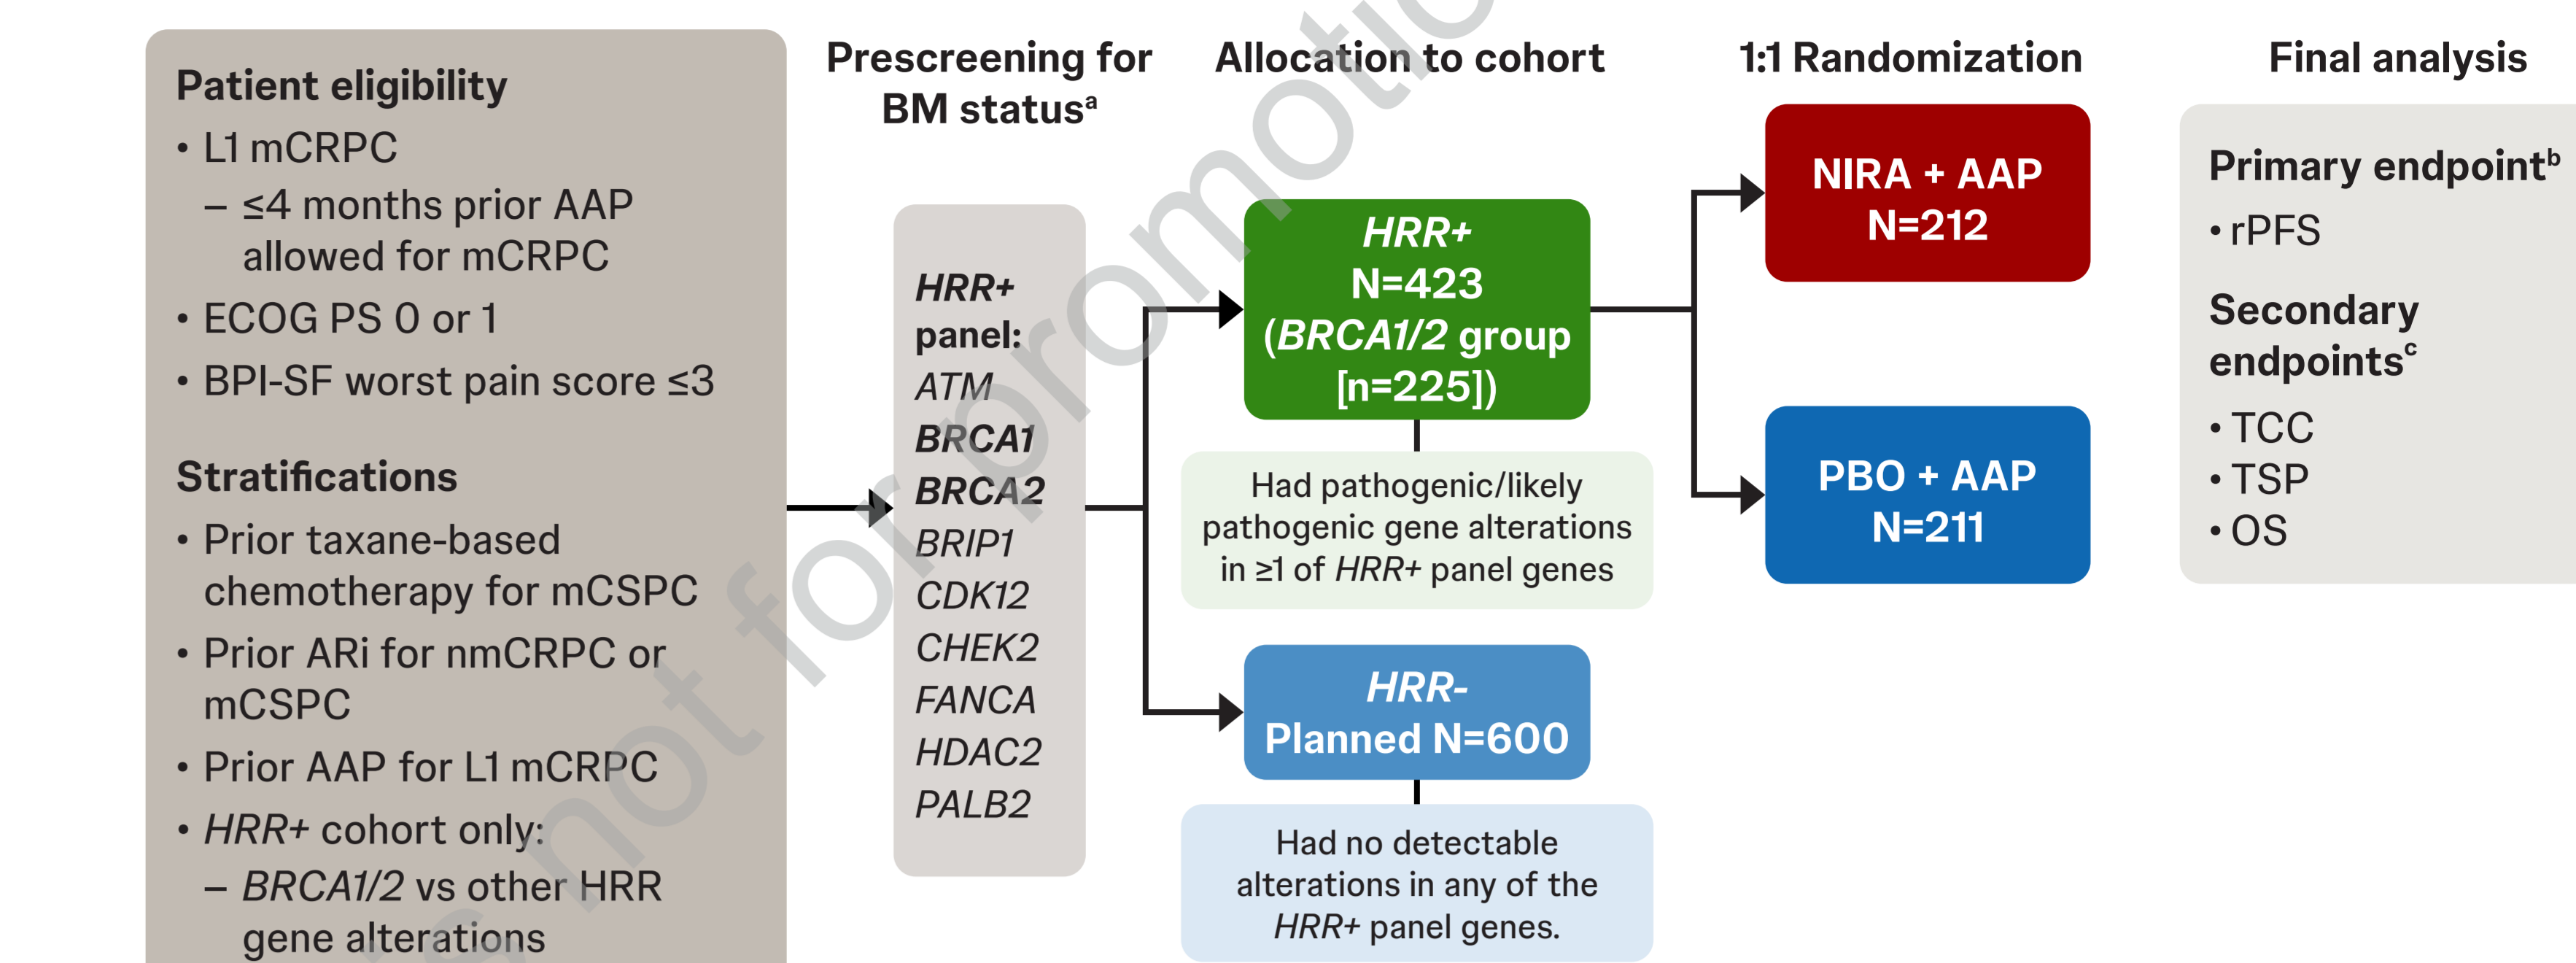 Patient eligibility
• L1 mCRPC
– ≤4 months prior AAP
allowed for mCRPC
• ECOG PS 0 or 1
• BPI-SF worst pain score ≤3
Stratifications
• Prior taxane-based
chemotherapy for mCSPC
• Prior ARi for nmCRPC or
mCSPC
• Prior AAP for L1 mCRPC
• HRR+ cohort only:
– BRCA1/2 vs other HRR
gene alterations
Prescreening for
BM statusᵃ
HRR+
panel:
ATM
BRCA1
BRCA2
BRIP1
CDK12
CHEK2
FANCA
HDAC2
PALB2
Allocation to cohort
HRR+
N=423
(BRCA1/2 group
[n=225])
Had pathogenic/likely
pathogenic gene alterations
in ≥1 of HRR+ panel genes
HRR-
Planned N=600
Had no detectable
alterations in any of the
HRR+ panel genes.
1:1 Randomization
NIRA + AAP
N=212
PBO + AAP
N=211
Final analysis
Primary endpointᵇ
• rPFS
Secondary
endpointsᶜ
• TCC
• TSP
• OS
is not for promotio